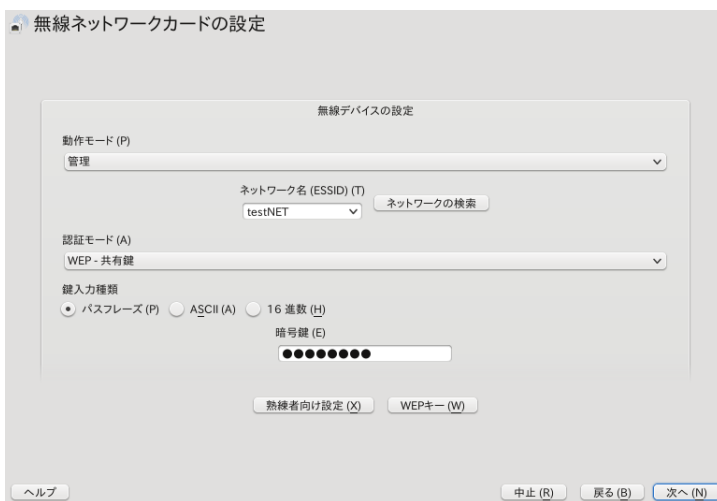 無線ネットワークカードの設定
無線デバイスの設定
動作モード (P)
管理
ネットワーク名 (ESSID) (T)
testNET
ネットワークの検索
認証モード (A)
WEP - 共有鍵
鍵入力種類
パスフレーズ (P) ASCII (A) 16 進数 (H)
暗号鍵 (E)
●●●●●●●●
熟練者向け設定 (X) WEPキー (W)
ヘルプ 中止 (R) 戻る (B) 次へ (N)